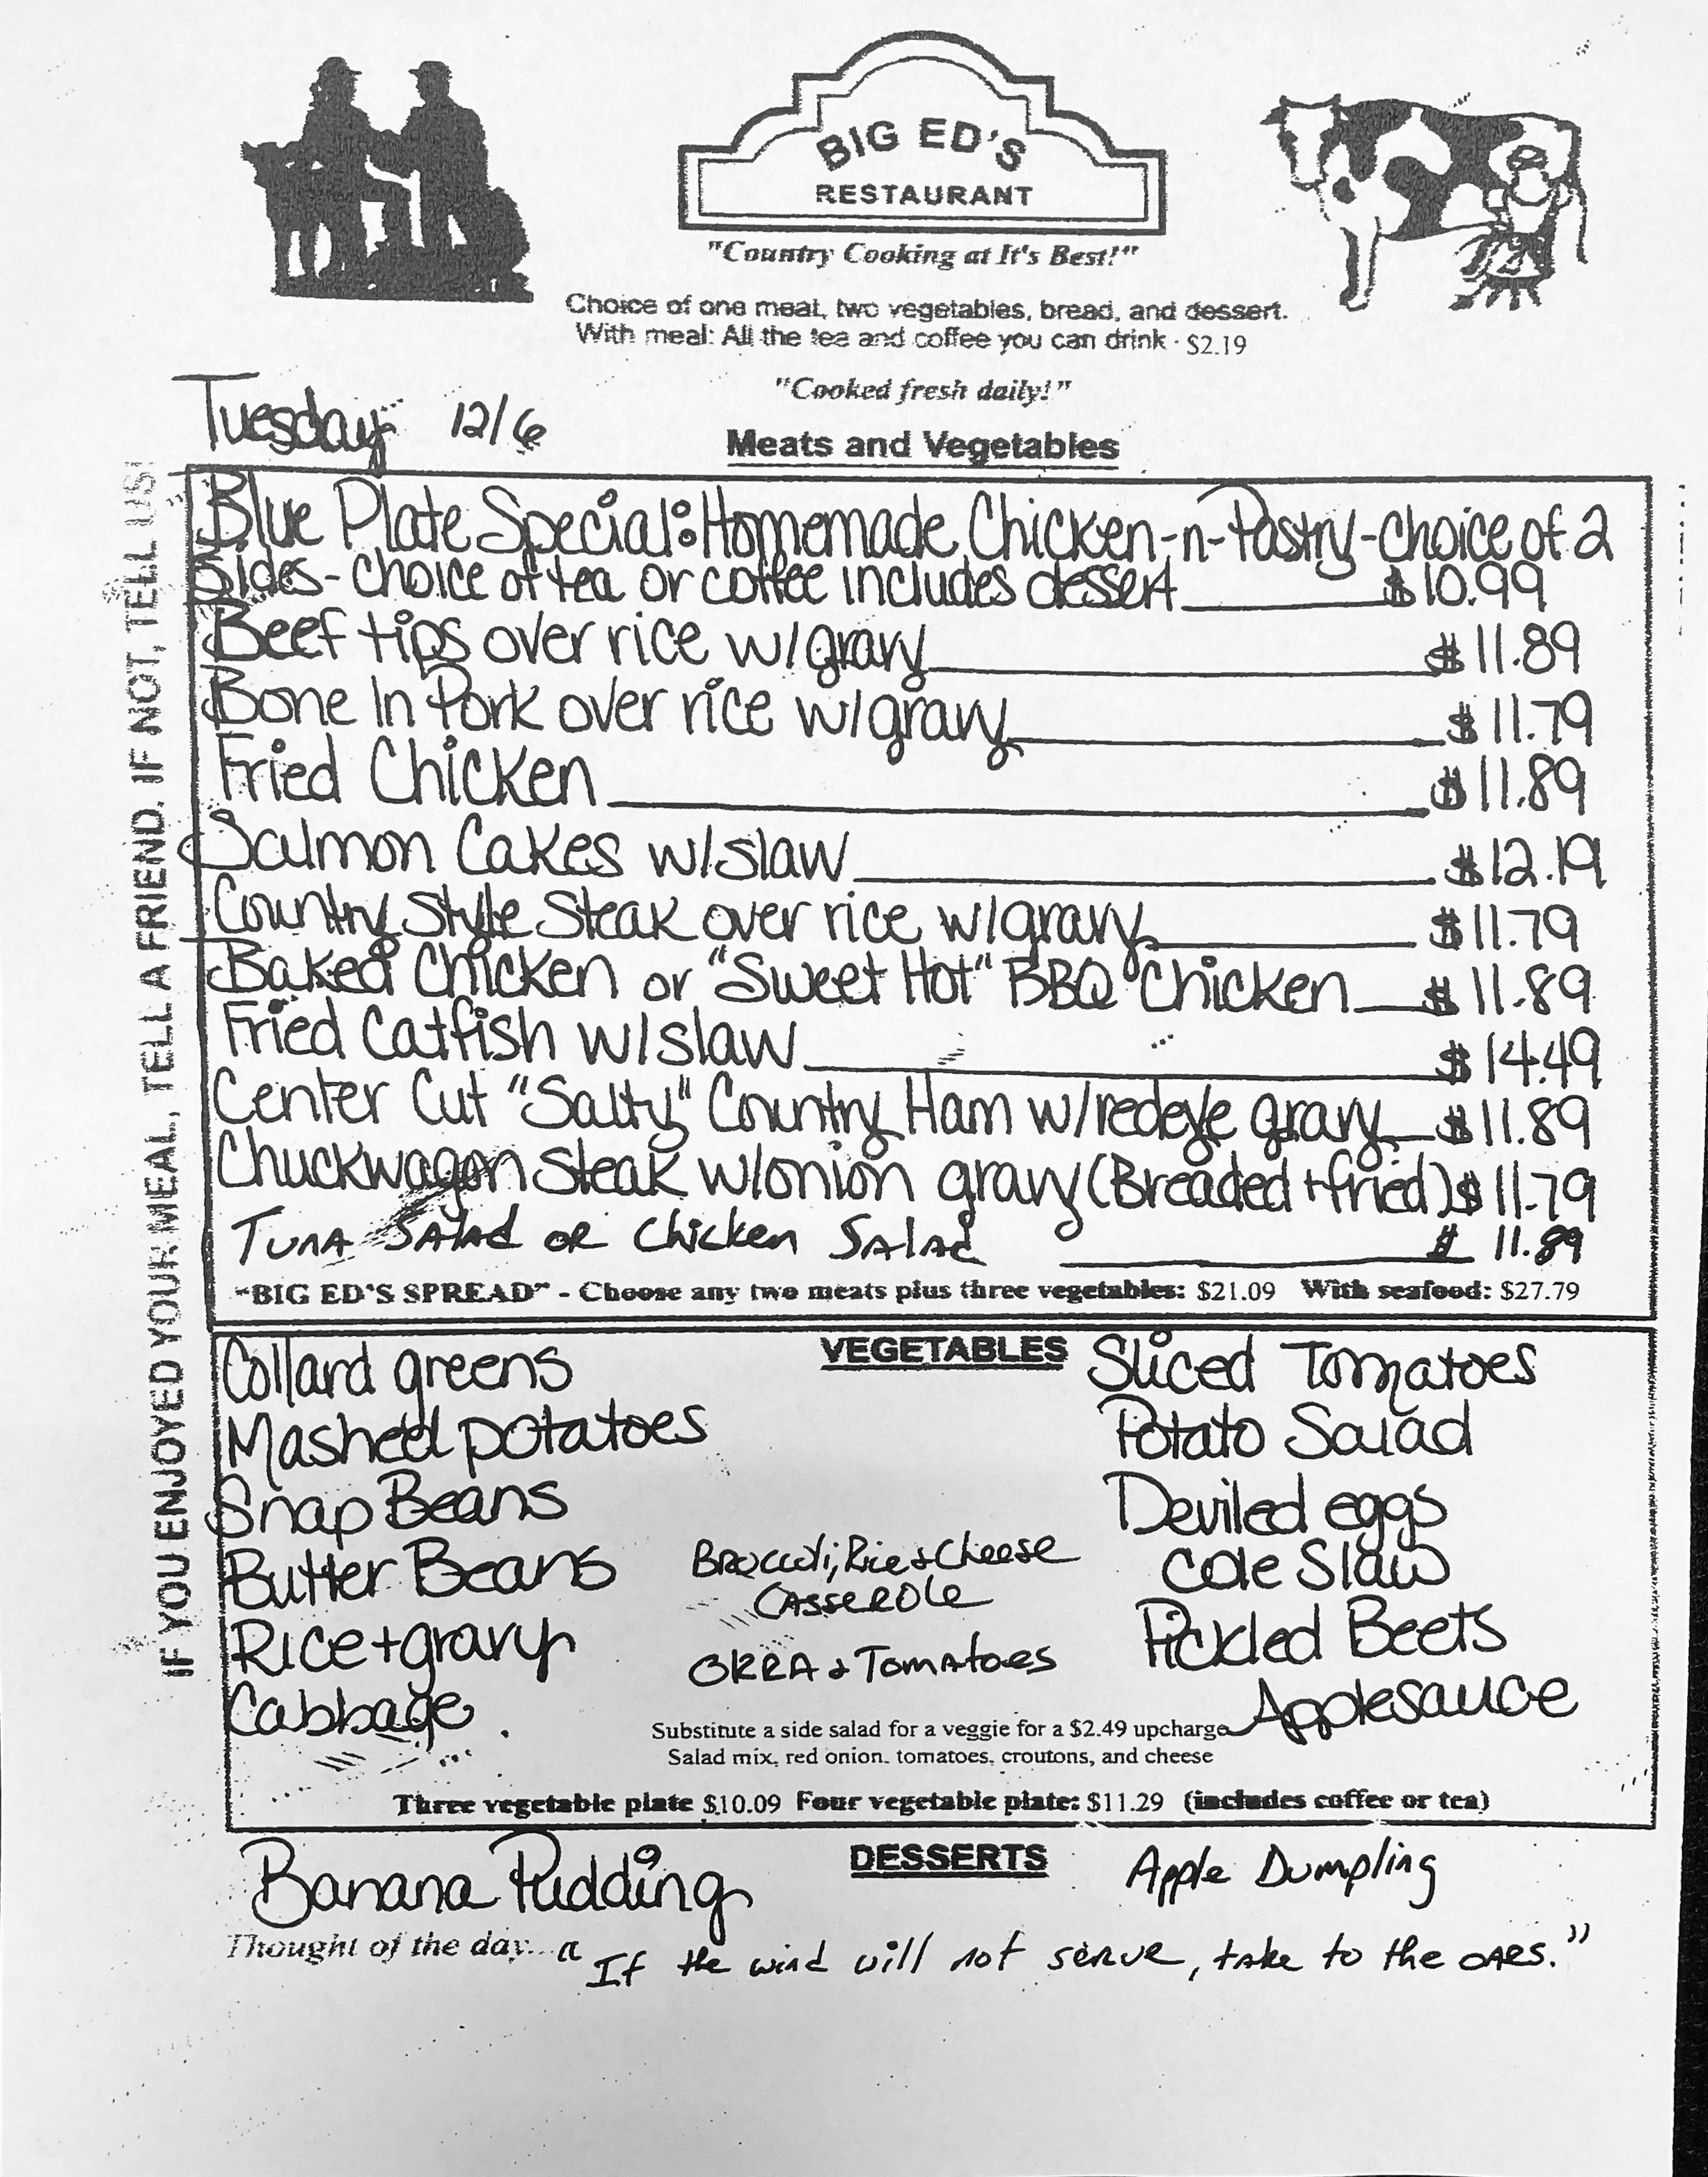 BIG ED'S
RESTAURANT
"Country Cooking at It's Best!"
Choice of one meat, two vegetables, bread, and dessert.
With meal: All the tea and coffee you can drink - $2.19
"Cooked fresh daily!"
Tuesday 12/6
Meats and Vegetables
IF YOU ENJOYED YOUR MEAL, TELL A FRIEND. IF NOT, TELL US!
Blue Plate Special: Homemade Chicken-n-Pastry-choice of 2
Sides-choice of tea or coffee includes dessert $10.99
Beef tips over rice w/gravy $11.89
Bone In Pork over rice w/gravy $11.79
Fried Chicken $11.89
Salmon Cakes w/slaw $12.19
Country Style Steak over rice w/gravy $11.79
Baked Chicken or "Sweet Hot" BBQ Chicken $11.89
Fried Catfish w/slaw $14.49
Center Cut "Salty" Country Ham w/redeye gravy $11.89
Chuckwagon Steak w/onion gravy (Breaded + fried) $11.79
Tuna Salad or Chicken Salad $11.89
"BIG ED'S SPREAD" - Choose any two meats plus three vegetables: $21.09 With seafood: $27.79
VEGETABLES
Collard greens
Mashed potatoes
Snap Beans
Butter Beans
Rice + gravy
Cabbage
Broccoli, Rice & Cheese
Casserole
OKRA & Tomatoes
Sliced Tomatoes
Potato Salad
Deviled eggs
Cole Slaw
Pickled Beets
Applesauce
Substitute a side salad for a veggie for a $2.49 upcharge
Salad mix, red onion, tomatoes, croutons, and cheese
Three vegetable plate $10.09 Four vegetable plate: $11.29 (includes coffee or tea)
DESSERTS
Banana Pudding
Apple Dumpling
Thought of the day... "If the wind will not serve, take to the oars."